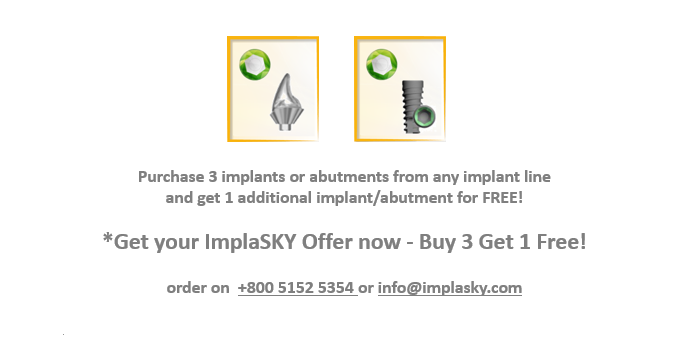 Purchase 3 implants or abutments from any implant line
and get 1 additional implant/abutment for FREE!
*Get your ImplaSKY Offer now - Buy 3 Get 1 Free!
order on +800 5152 5354 or info@implasky.com